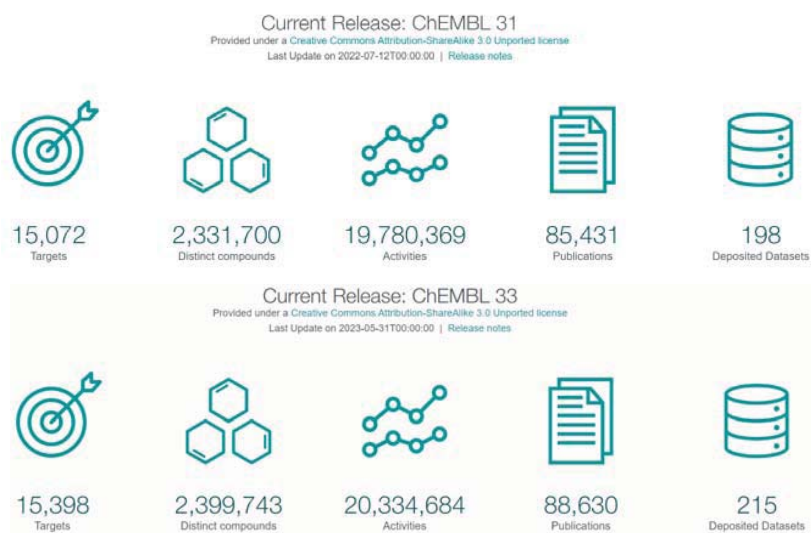 Current Release: ChEMBL 31
Provided under a Creative Commons Attribution-ShareAlike 3.0 Unported license
Last Update on 2022-07-12T00:00:00 | Release notes
15,072 2,331,700 19,780,369 85,431 198
Targets Distinct compounds Activities Publications Deposited Datasets
Current Release: ChEMBL 33
Provided under a Creative Commons Attribution-ShareAlike 3.0 Unported license
Last Update on 2023-05-31T00:00:00 | Release notes
15,398 2,399,743 20,334,684 88,630 215
Targets Distinct compounds Activities Publications Deposited Datasets